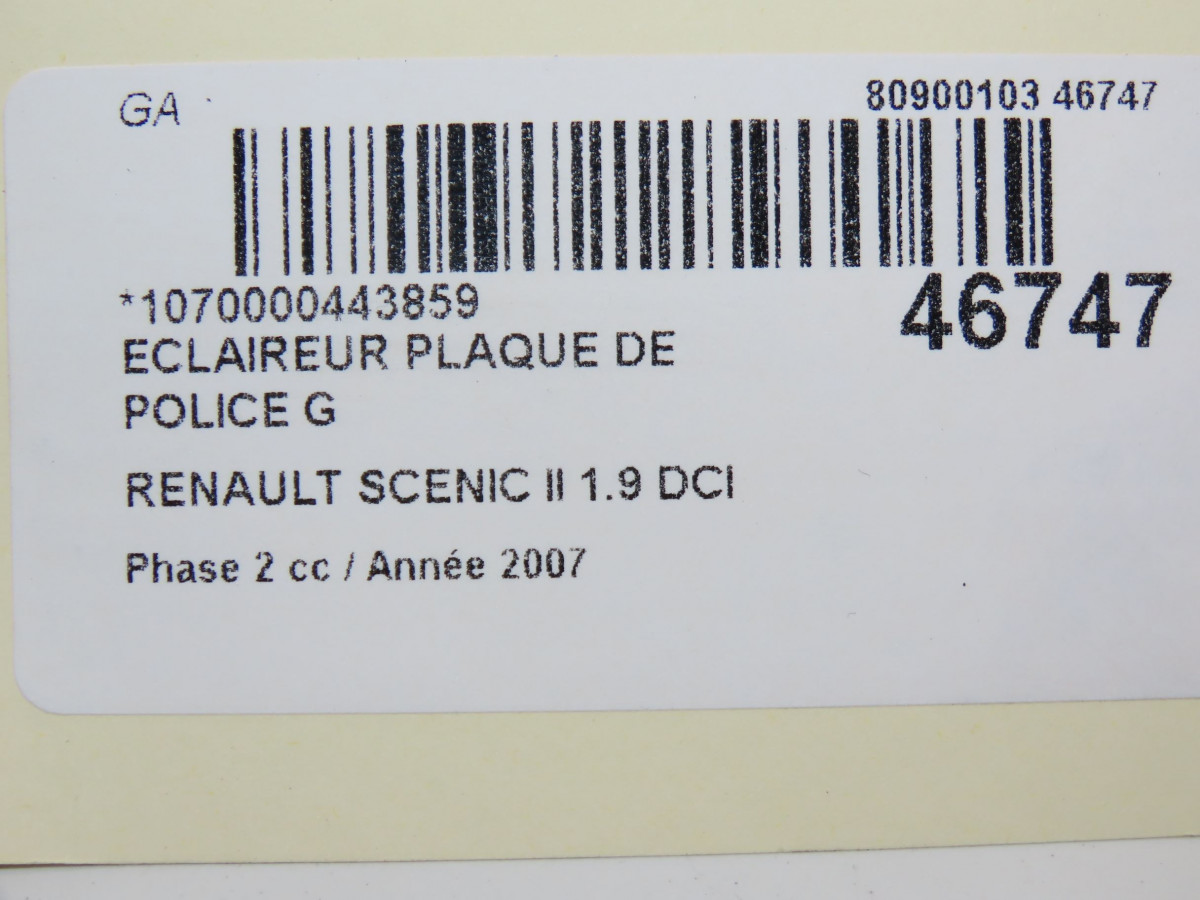 GA
80900103 46747
*1070000443859
46747
ECLAIREUR PLAQUE DE
POLICE G
RENAULT SCENIC II 1.9 DCI
Phase 2 cc / Année 2007